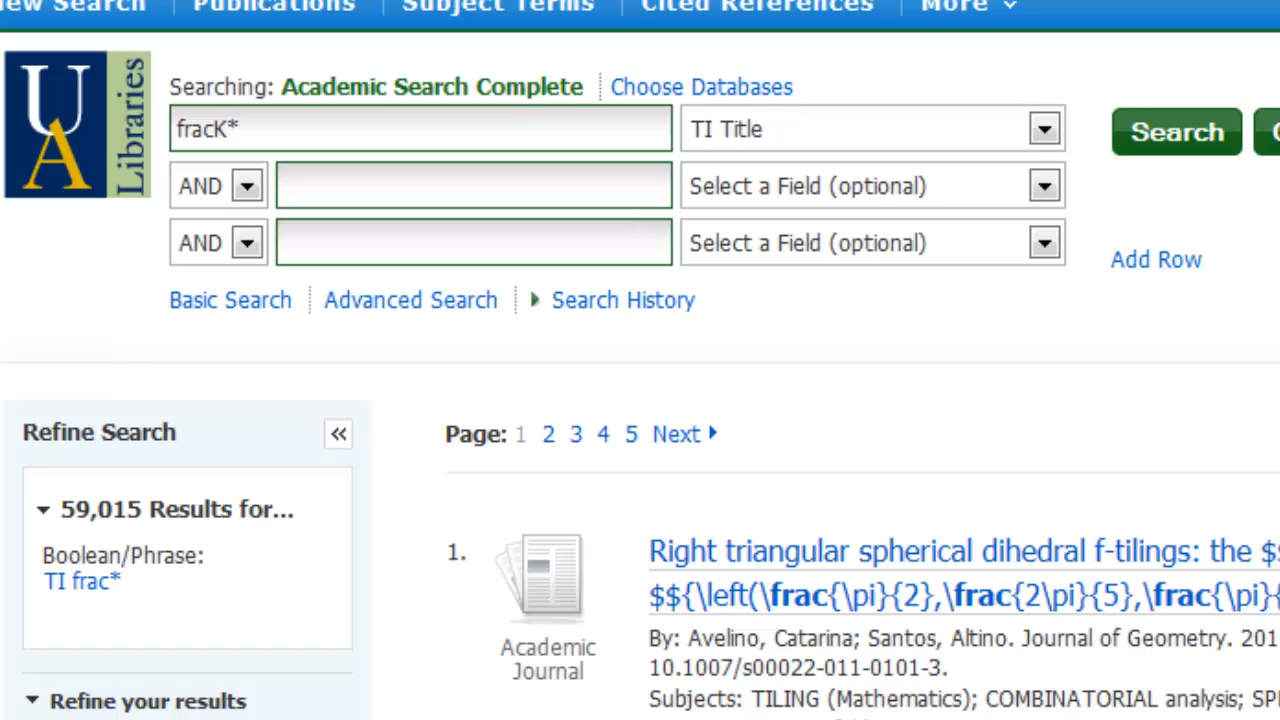 New Search Publications Subject Terms Cited References More
UA Libraries
Searching: Academic Search Complete Choose Databases
fracK* TI Title Search
AND Select a Field (optional)
AND Select a Field (optional)
Add Row
Basic Search Advanced Search Search History
Refine Search «
Page: 1 2 3 4 5 Next
59,015 Results for...
Boolean/Phrase:
TI frac*
1. Right triangular spherical dihedral f-tilings: the $
$${\left(\frac{\pi}{2},\frac{2\pi}{5},\frac{\pi}{
By: Avelino, Catarina; Santos, Altino. Journal of Geometry. 201
Academic
Journal
10.1007/s00022-011-0101-3.
Subjects: TILING (Mathematics); COMBINATORIAL analysis; SP
Refine your results